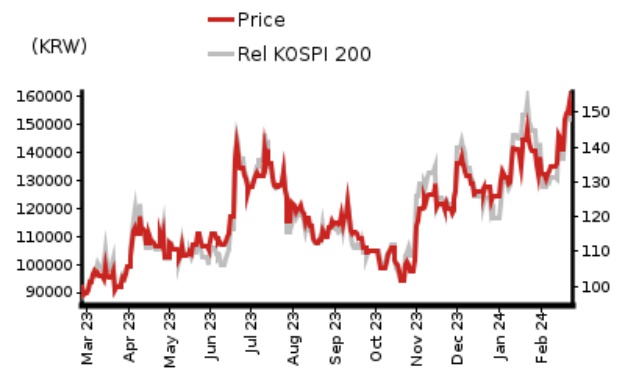 Price
(KRW)
Rel KOSPI 200
160000
150000
140000
130000
120000
110000
100000
90000
150
140
130
120
110
100
Mar 23
Apr 23
May 23
Jun 23
Jul 23
Aug 23
Sep 23
Oct 23
Nov 23
Dec 23
Jan 24
Feb 24